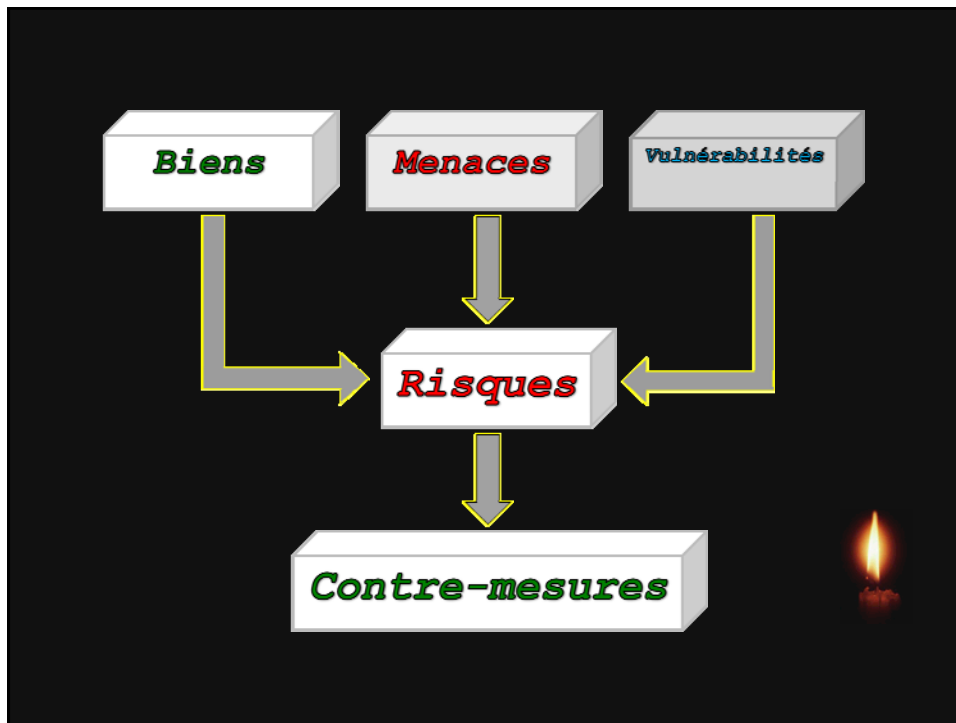 Biens
Menaces
Vulnérabilités
Risques
Contre-mesures